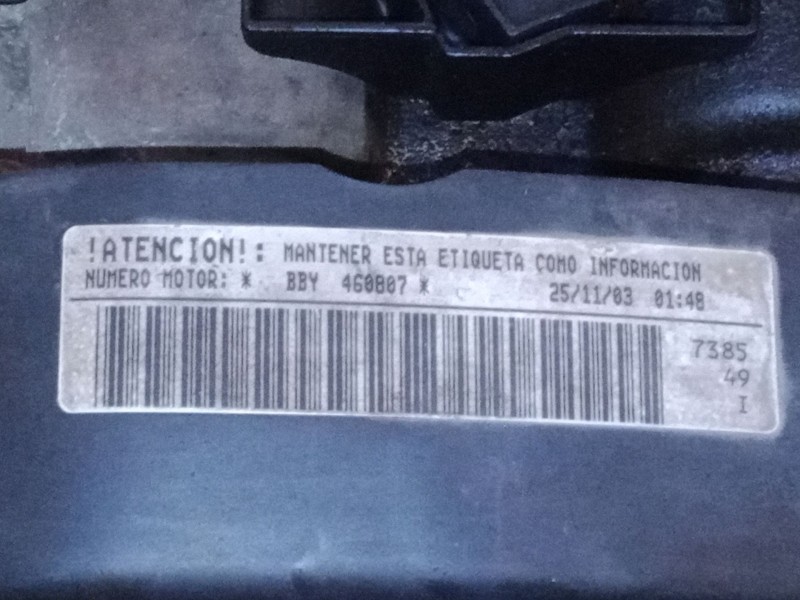 !ATENCION!: MANTENER ESTA ETIQUETA COMO INFORMACION
NUMERO MOTOR: * BBY 460807 * 25/11/03 01:48
7385
49
I